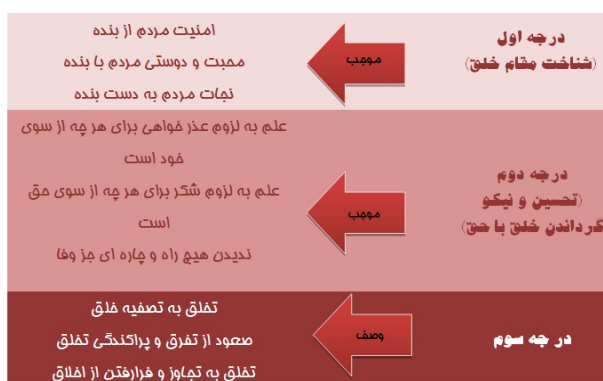 درجه اول
(شناخت مقام خلق)
موجب
امنیت مردم از بنده
محبت و دوستی مردم با بنده
نجات مردم به دست بنده
درجه دوم
(تحسین و نیکو
گرداندن خلق با حق)
موجب
علم به لزوم عذر خواهی برای هر چه از سوی
خود است
علم به لزوم شکر برای هر چه از سوی حق
است
ندیدن هیچ راه و چاره ای جز وفا
در جه سوم
وصف
تخلق به تصفیه خلق
صعود از تفرق و پراکندگی تخلق
تخلق به تجاوز و فرارفتن از اخلاق